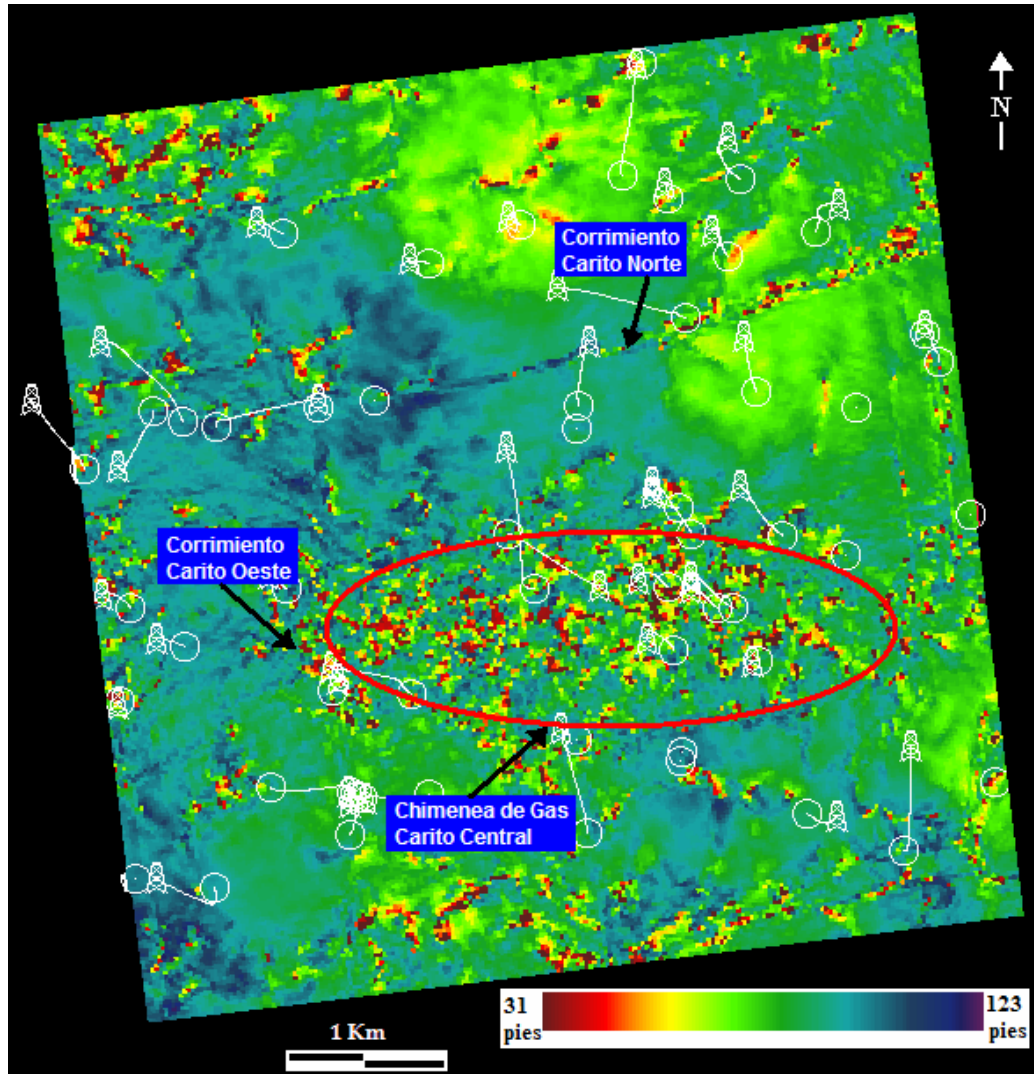 N
Corrimiento
Carito Norte
Corrimiento
Carito Oeste
Chimenea de Gas
Carito Central
31
pies
123
pies
1 Km